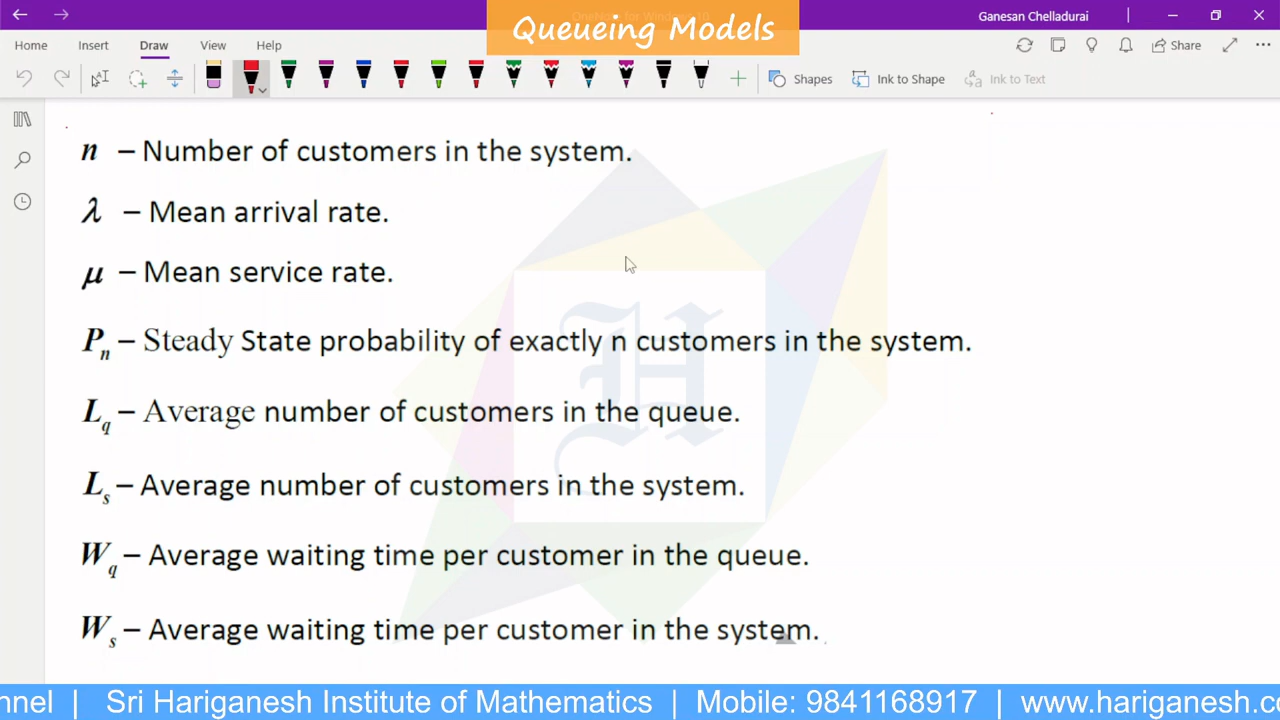 Queueing Models
Ganesan Chelladurai
Home Insert Draw View Help
Share
Shapes Ink to Shape Ink to Text
n – Number of customers in the system.
λ – Mean arrival rate.
μ – Mean service rate.
Pn – Steady State probability of exactly n customers in the system.
Lq – Average number of customers in the queue.
Ls – Average number of customers in the system.
Wq – Average waiting time per customer in the queue.
Ws – Average waiting time per customer in the system.
nnel | Sri Hariganesh Institute of Mathematics | Mobile: 9841168917 | www.hariganesh.co